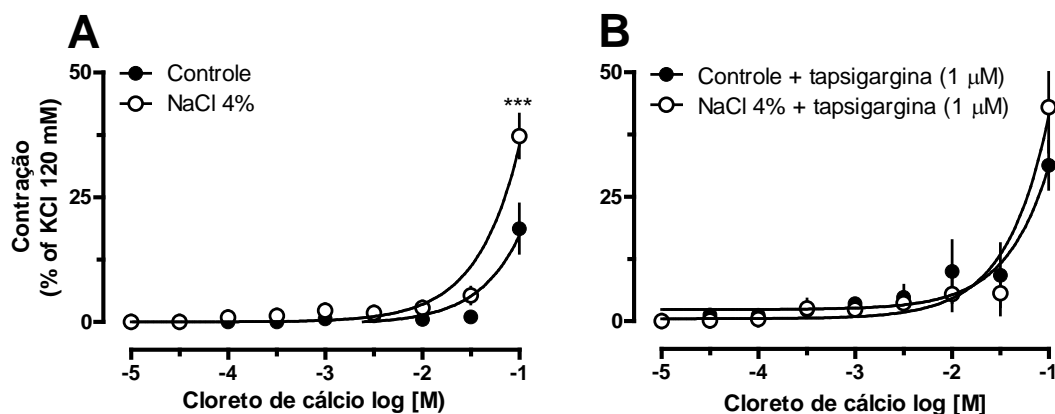 A
Controle
NaCl 4%
50
25
0
***
Contração
(% of KCl 120 mM)
-5
-4
-3
-2
-1
Cloreto de cálcio log [M)
B
Controle + tapsigargina (1 μM)
NaCl 4% + tapsigargina (1 μM)
50
25
0
-5
-4
-3
-2
-1
Cloreto de cálcio log [M]